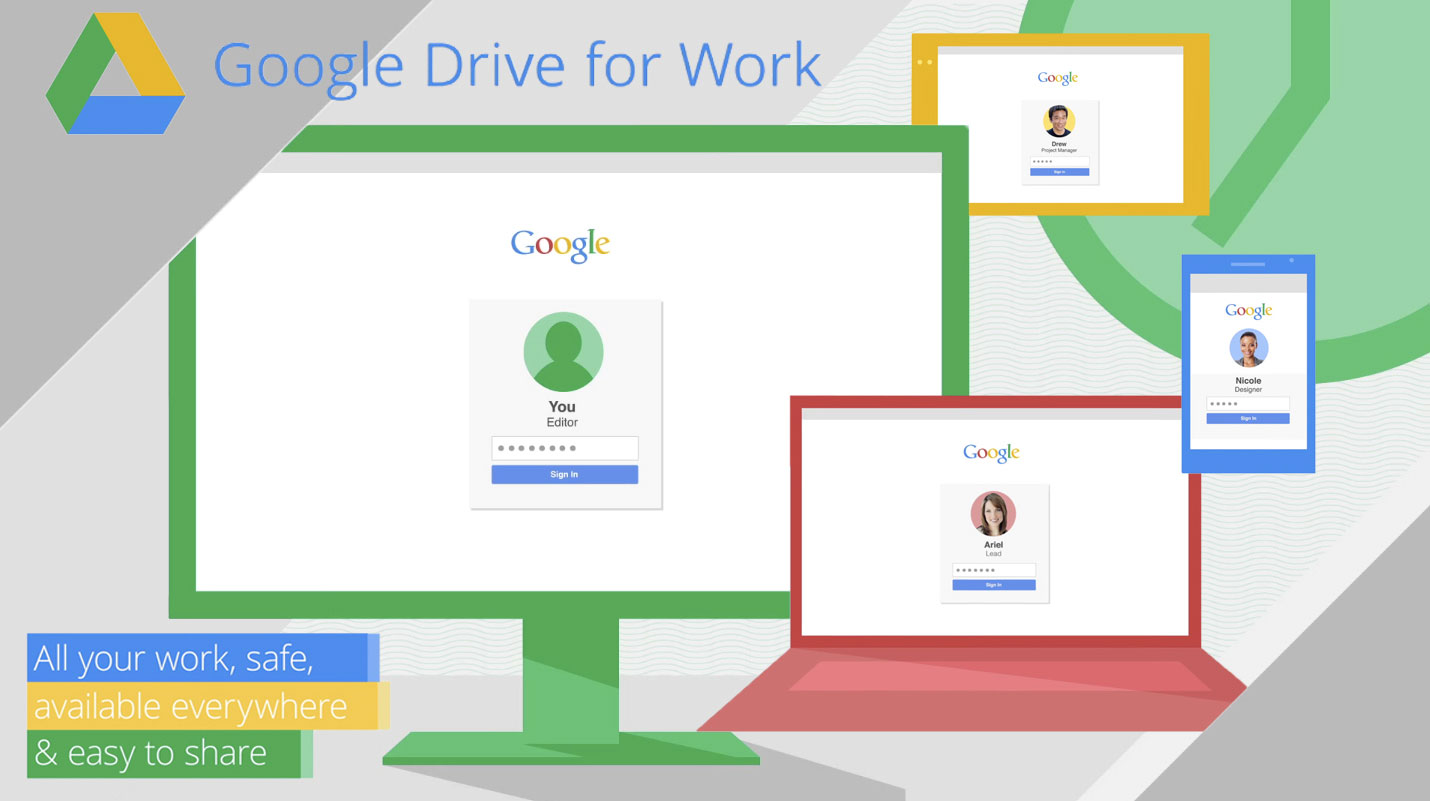 Google Drive for Work
Google
Drew
Project Manager
Sign In
Google
You
Editor
Sign In
Google
Nicole
Designer
Sign In
Google
Ariel
Lead
Sign In
All your work, safe,
available everywhere
& easy to share